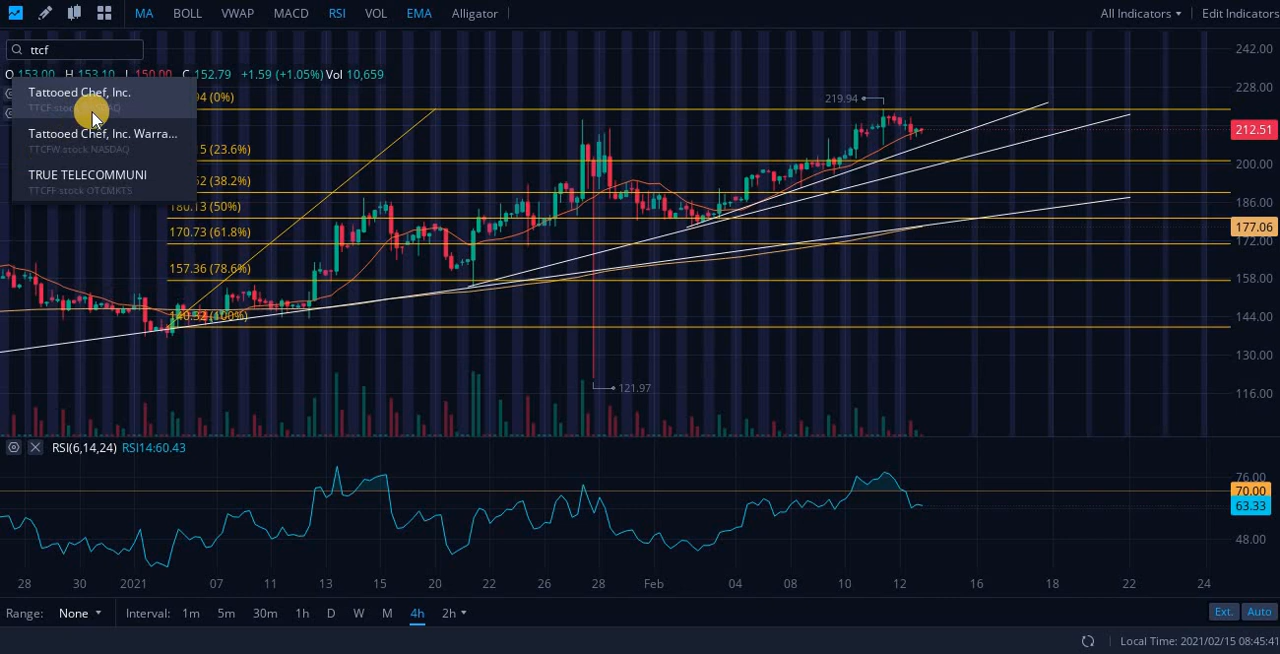 MA BOLL VWAP MACD RSI VOL EMA Alligator All Indicators Edit Indicators
ttcf
O 153.00 H 153.10 L 150.00 C 152.79 +1.59 (+1.05%) Vol 10,659
Tattooed Chef, Inc.
Tattooed Chef, Inc. Warra...
TTCFW stock NASDAQ
TRUE TELECOMMUNI
TTCFF stock OTCMKTS
94 (0%)
5 (23.6%)
52 (38.2%)
180.13 (50%)
170.73 (61.8%)
157.36 (78.6%)
(100%)
219.94
121.97
242.00
228.00
212.51
200.00
186.00
177.06
172.00
158.00
144.00
130.00
116.00
RSI(6,14,24) RSI14:60.43
76.00
70.00
63.33
48.00
28 30 2021 07 11 13 15 20 22 26 28 Feb 04 08 10 12 16 18 22 24
Range: None Interval: 1m 5m 30m 1h D W M 4h 2h Ext. Auto
Local Time: 2021/02/15 08:45:41